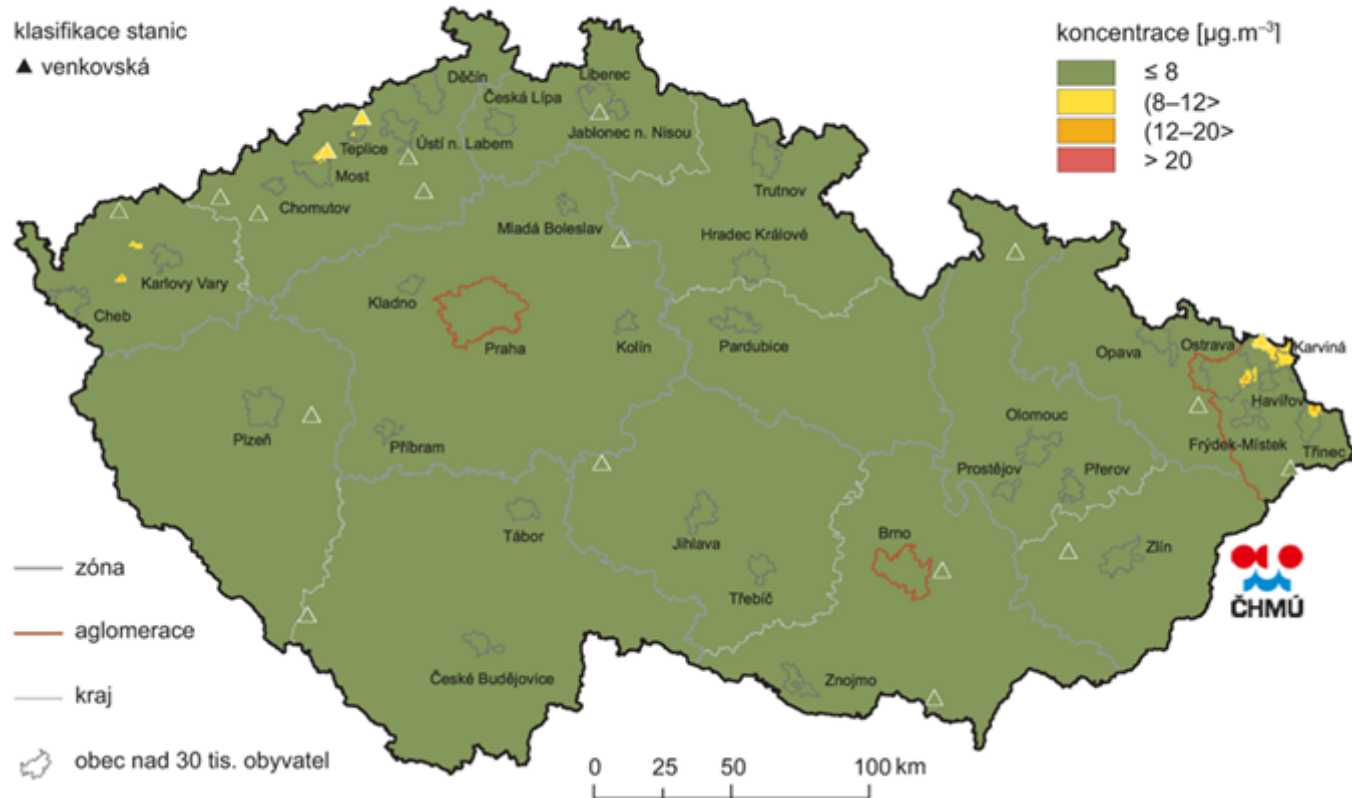 klasifikace stanic
▲ venkovská
koncentrace [µg.m⁻³]
≤ 8
(8–12>
(12–20>
> 20
Děčín
Liberec
Česká Lípa
Jablonec n. Nisou
Teplice
Ústí n. Labem
Most
Trutnov
Chomutov
Mladá Boleslav
Hradec Králové
Karlovy Vary
Kladno
Cheb
Praha
Kolín
Pardubice
Opava
Ostrava
Karviná
Havířov
Plzeň
Příbram
Olomouc
Frýdek-Místek
Třinec
Prostějov
Přerov
Tábor
Jihlava
Brno
Zlín
Třebíč
ČHMÚ
České Budějovice
Znojmo
zóna
aglomerace
kraj
obec nad 30 tis. obyvatel
0 25 50 100 km